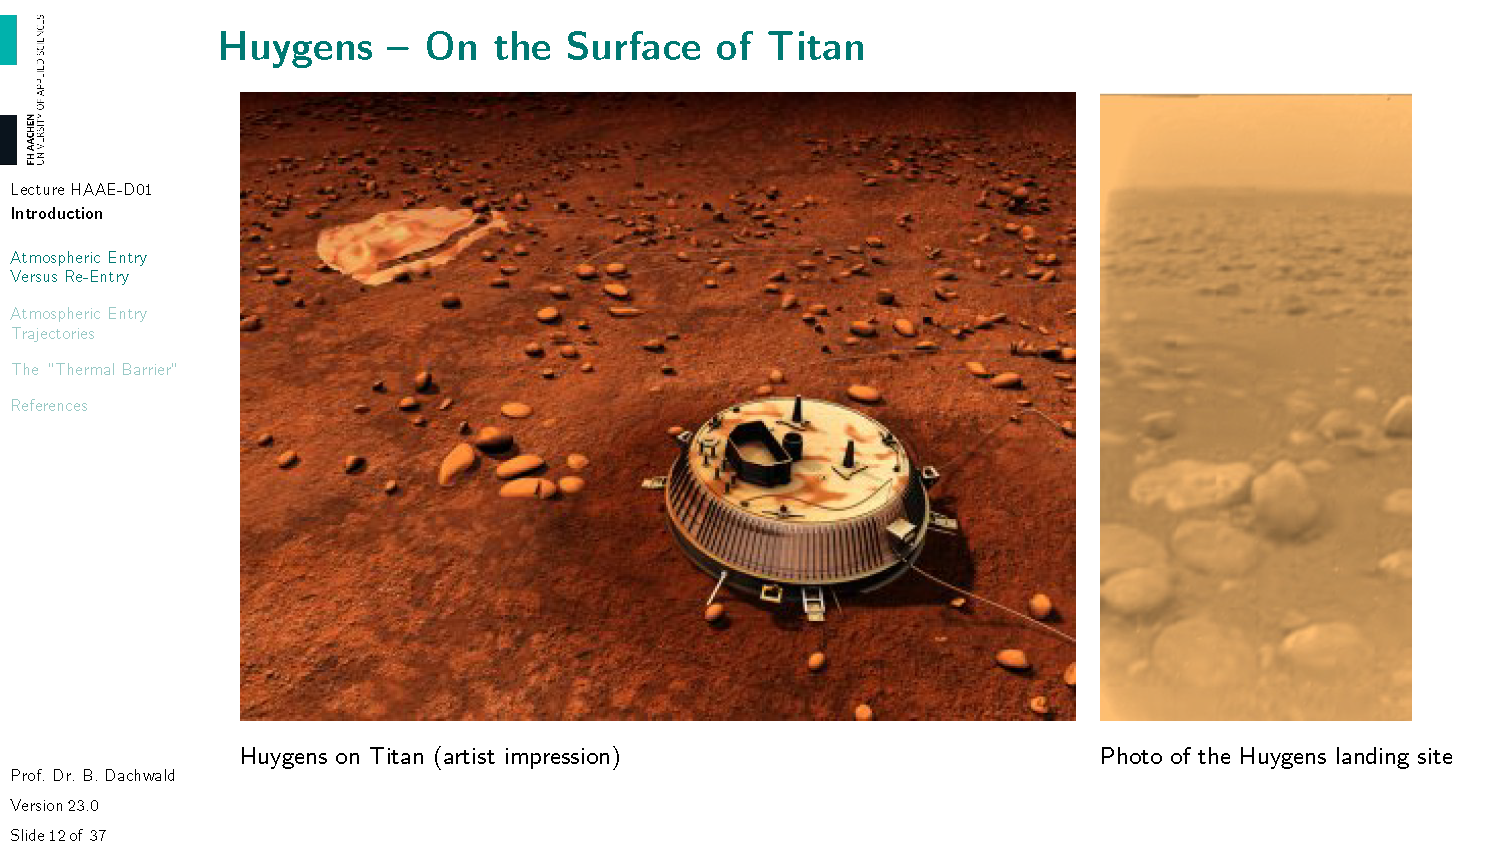 Huygens – On the Surface of Titan
FH AACHEN
UNIVERSITY OF APPLIED SCIENCES
Lecture HAAE-D01
Introduction
Atmospheric Entry
Versus Re-Entry
Atmospheric Entry
Trajectories
The "Thermal Barrier"
References
Huygens on Titan (artist impression)
Photo of the Huygens landing site
Prof. Dr. B. Dachwald
Version 23.0
Slide 12 of 37